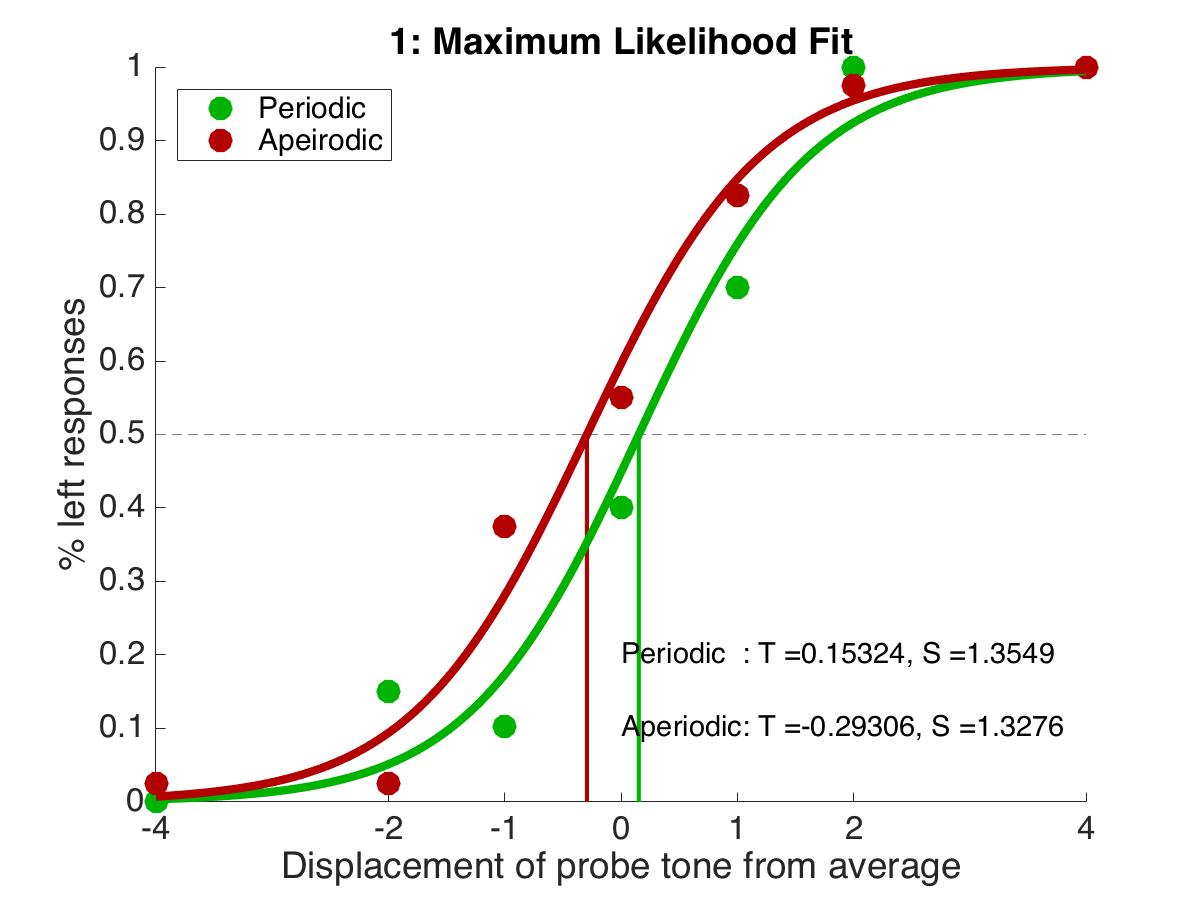 1: Maximum Likelihood Fit
1
Periodic
0.9
Apeirodic
0.8
0.7
0.6
0.5
0.4
0.3
0.2
Periodic : T =0.15324, S =1.3549
0.1
Aperiodic: T =-0.29306, S =1.3276
0
% left responses
-4 -2 -1 0 1 2 4
Displacement of probe tone from average